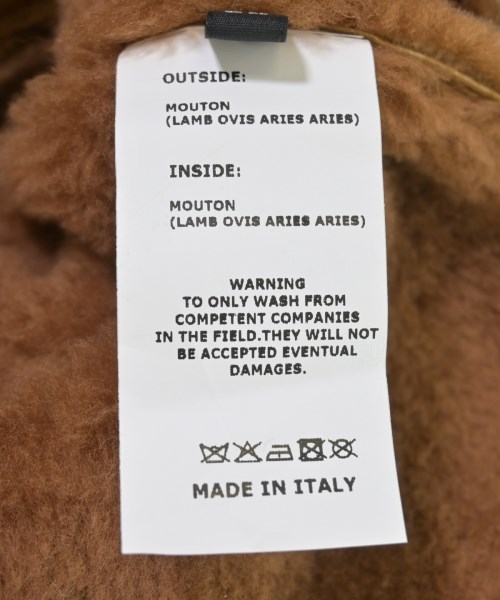 OUTSIDE:
MOUTON
(LAMB OVIS ARIES ARIES)
INSIDE:
MOUTON
(LAMB OVIS ARIES ARIES)
WARNING
TO ONLY WASH FROM
COMPETENT COMPANIES
IN THE FIELD.THEY WILL NOT
BE ACCEPTED EVENTUAL
DAMAGES.
MADE IN ITALY